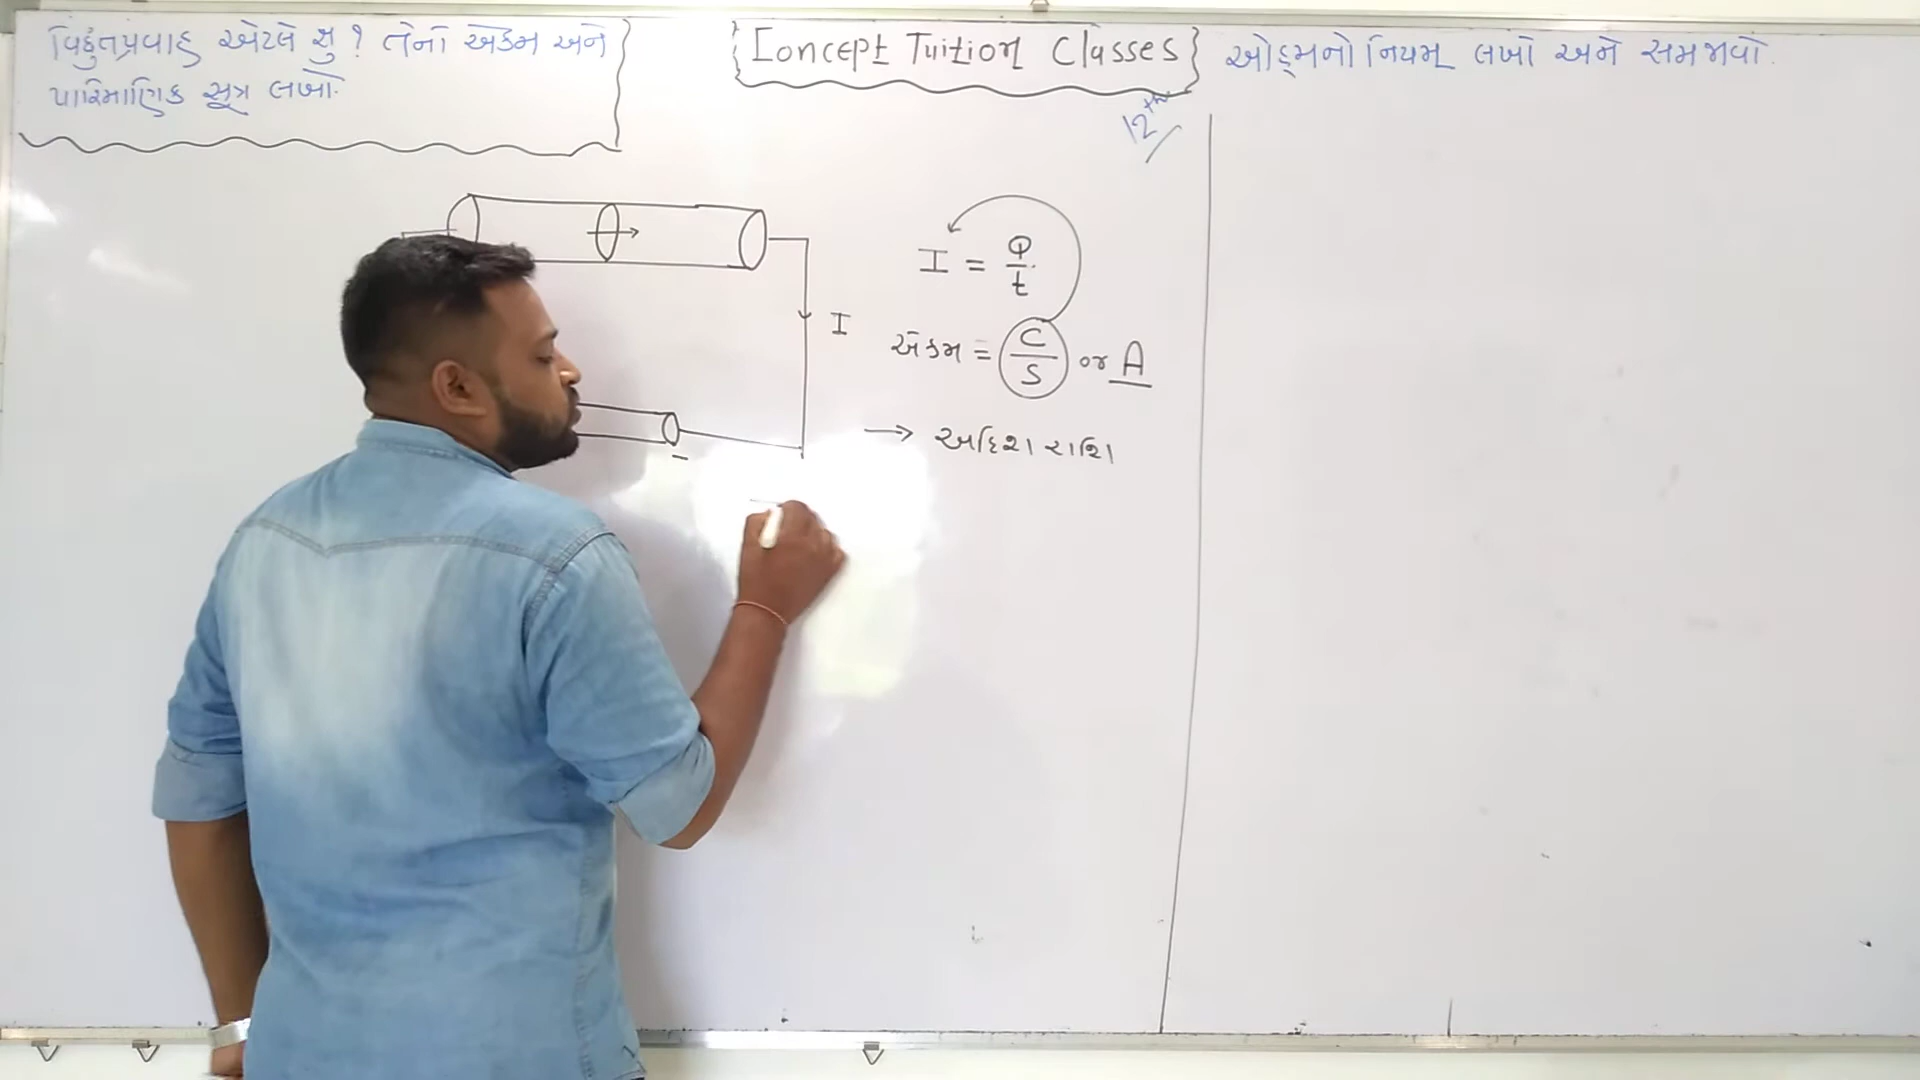 વિદ્યુતપ્રવાહ એટલે શુ ? તેનો એકમ અને
પારિમાણિક સૂત્ર લખો.
Concept Tuition Classes
12th
ઓહ્મનો નિયમ લખો અને સમજાવો.
I = Q/t
I
એકમ = C/S or A
→ અદિશ રાશિ
-